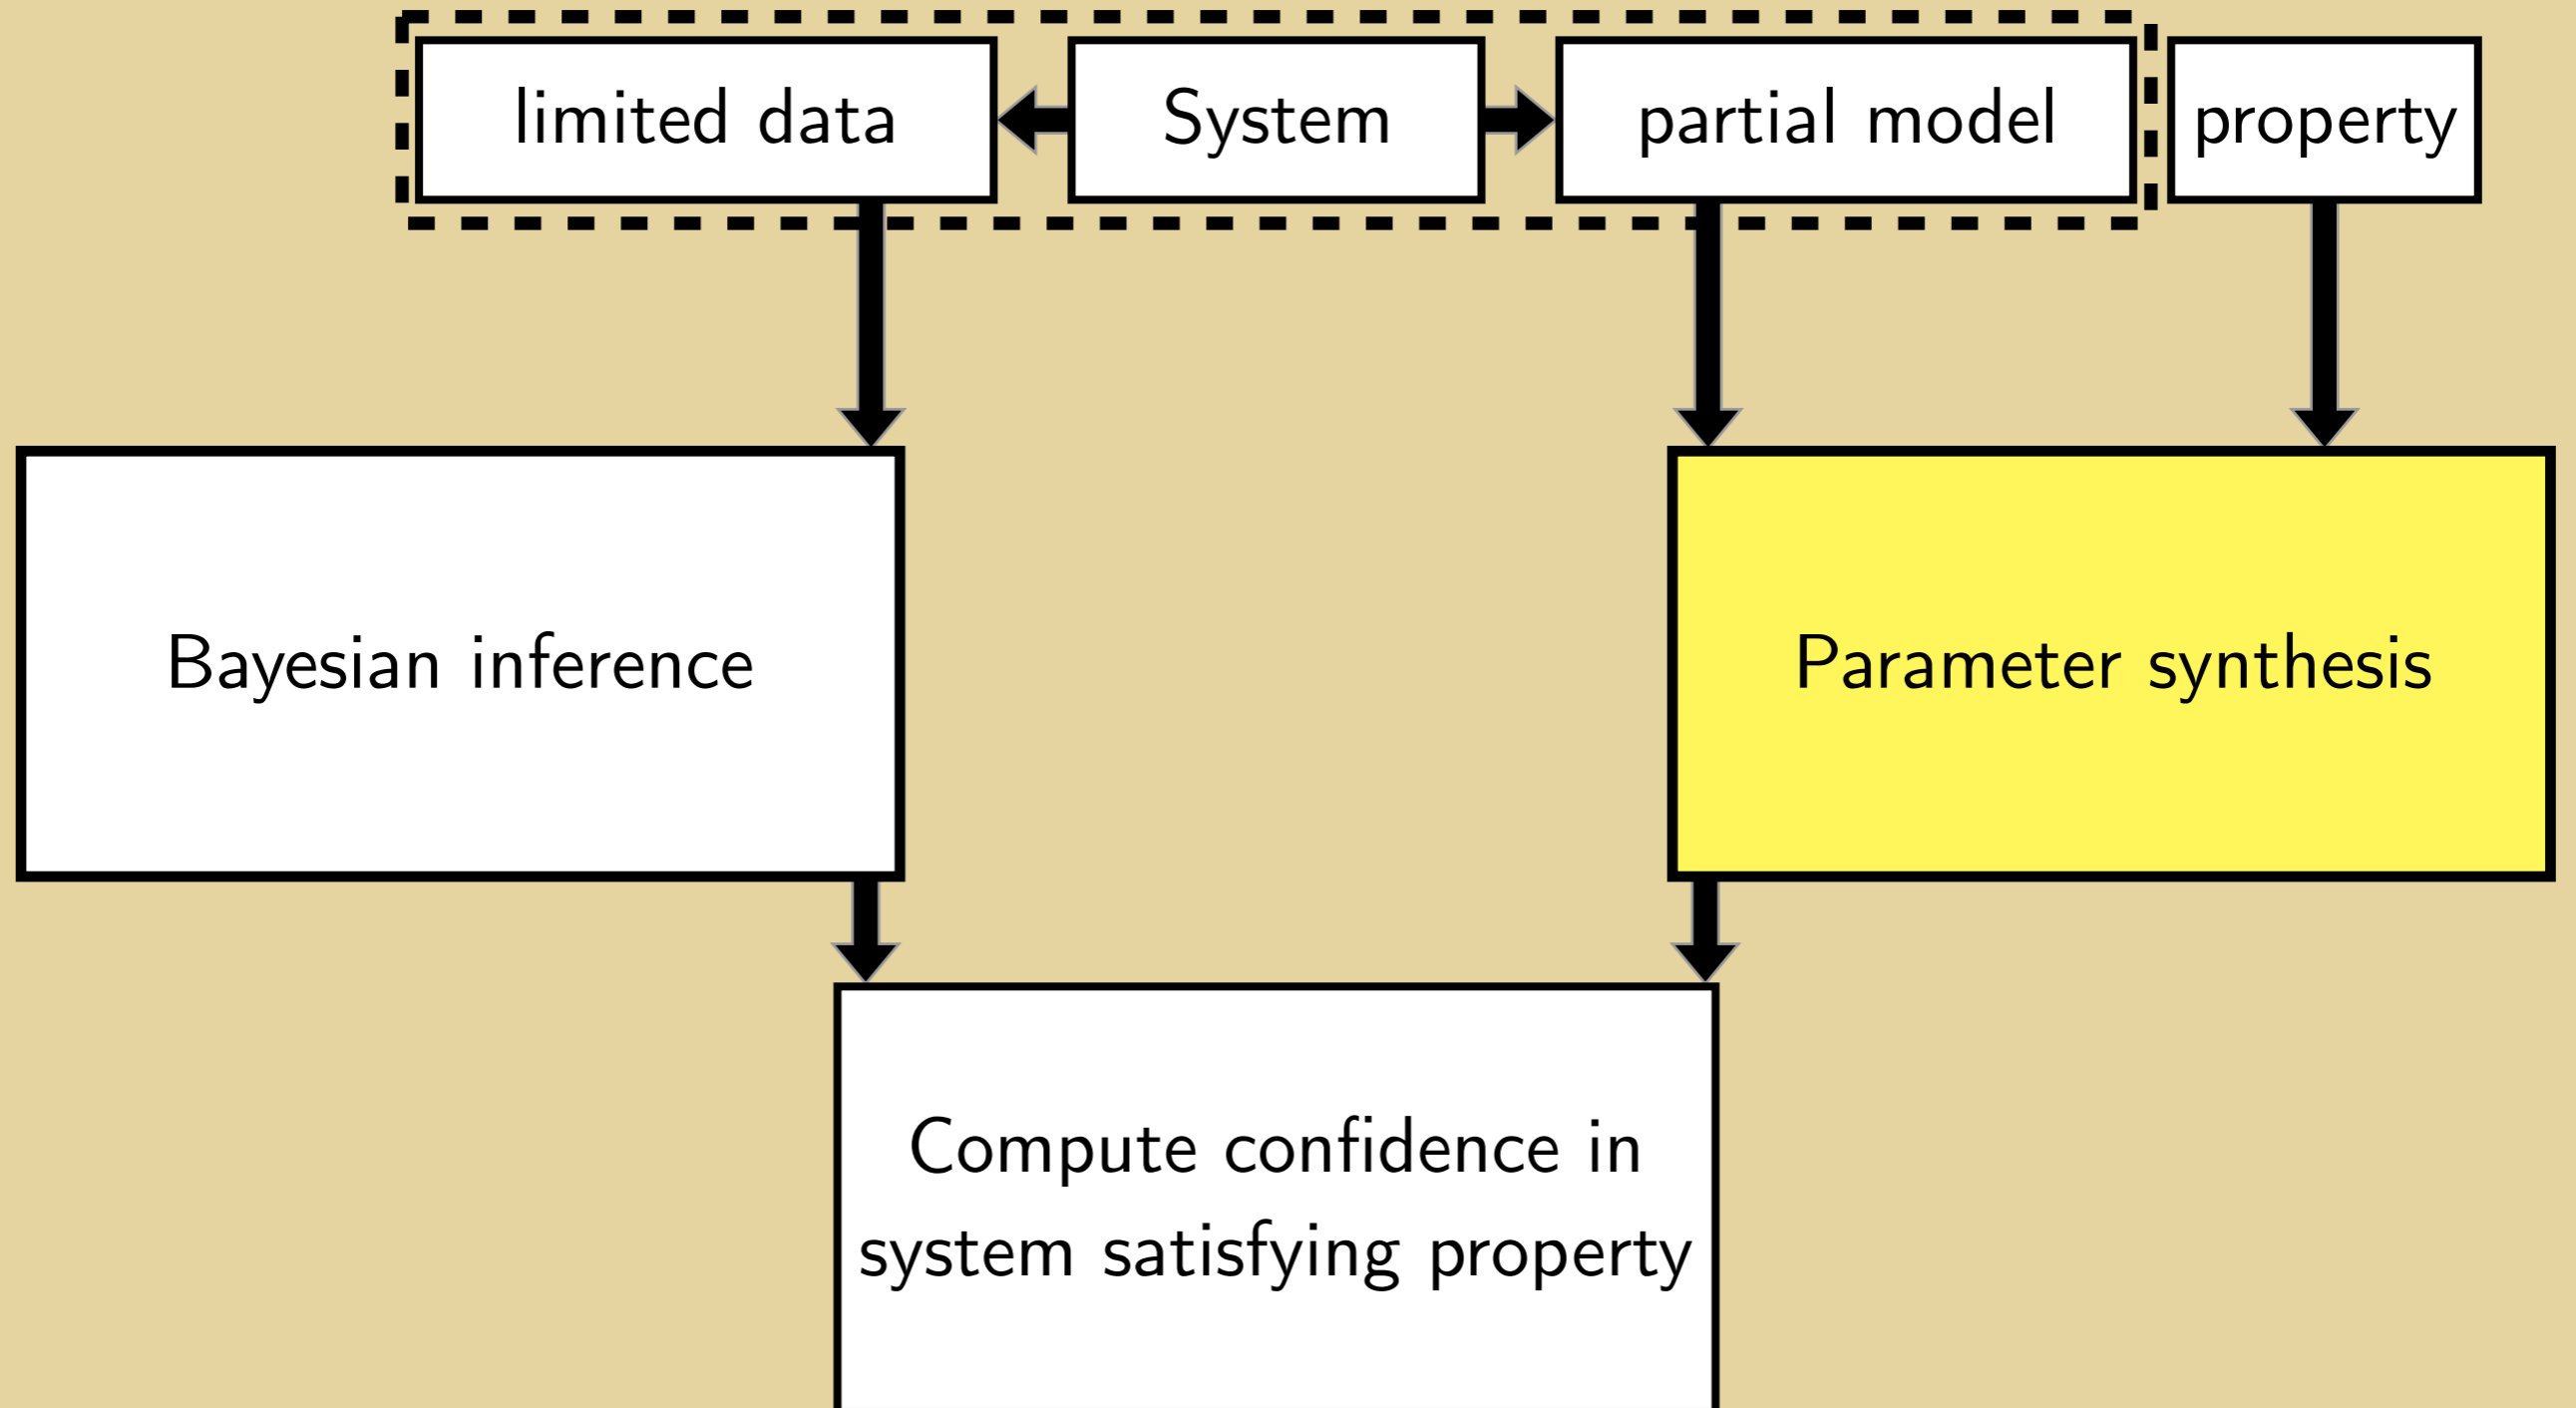 limited data
System
partial model
property
Bayesian inference
Parameter synthesis
Compute confidence in
system satisfying property